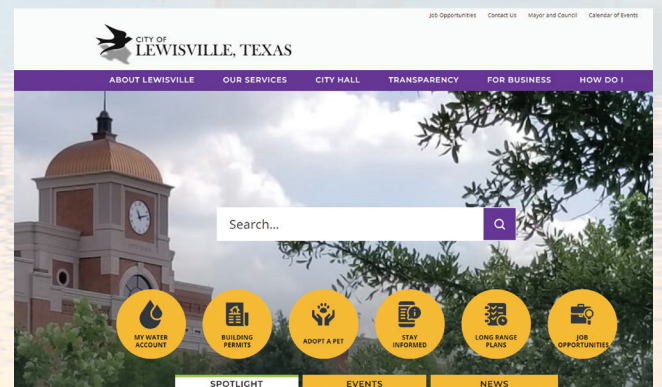 Job Opportunities Contact Us Mayor and Council Calendar of Events
CITY OF
LEWISVILLE, TEXAS
ABOUT LEWISVILLE OUR SERVICES CITY HALL TRANSPARENCY FOR BUSINESS HOW DO I
Search...
MY WATER
ACCOUNT
BUILDING
PERMITS
ADOPT A PET
STAY
INFORMED
LONG RANGE
PLANS
JOB
OPPORTUNITIES
SPOTLIGHT EVENTS NEWS